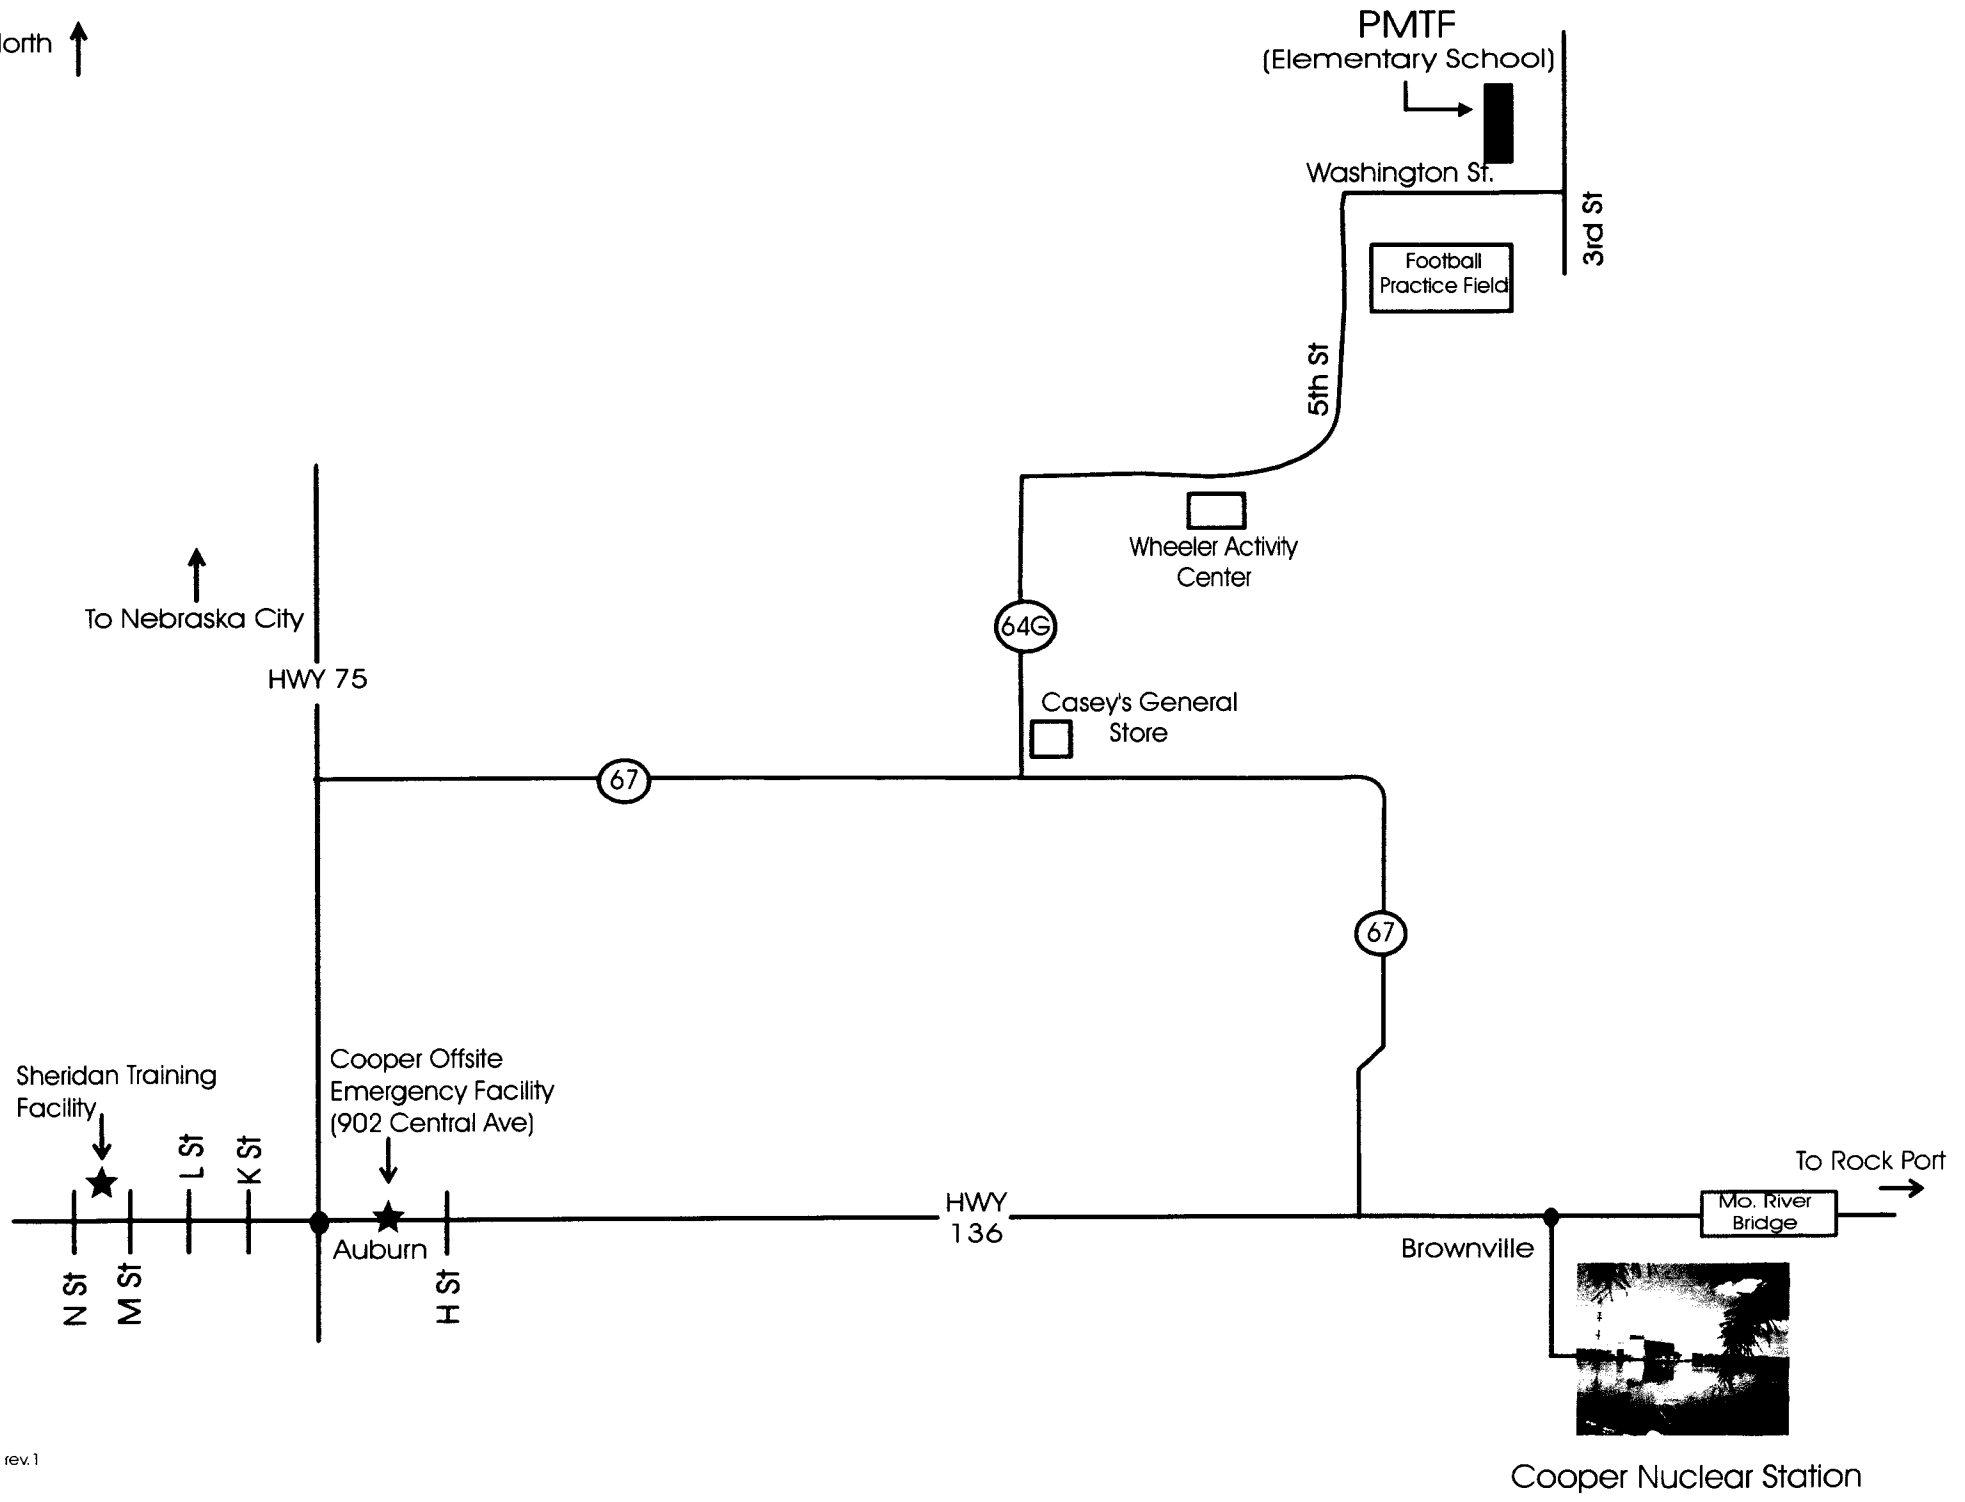 orth
PMTF
(Elementary School)
Washington St.
3rd St
Football
Practice Field
5th St
Wheeler Activity
Center
To Nebraska City
64G
HWY 75
Casey's General
Store
67
67
Cooper Offsite
Emergency Facility
(902 Central Ave)
Sheridan Training
Facility
L St
K St
To Rock Port
HWY
136
Mo. River
Bridge
Auburn
Brownville
N St
M St
H St
rev.1
Cooper Nuclear Station